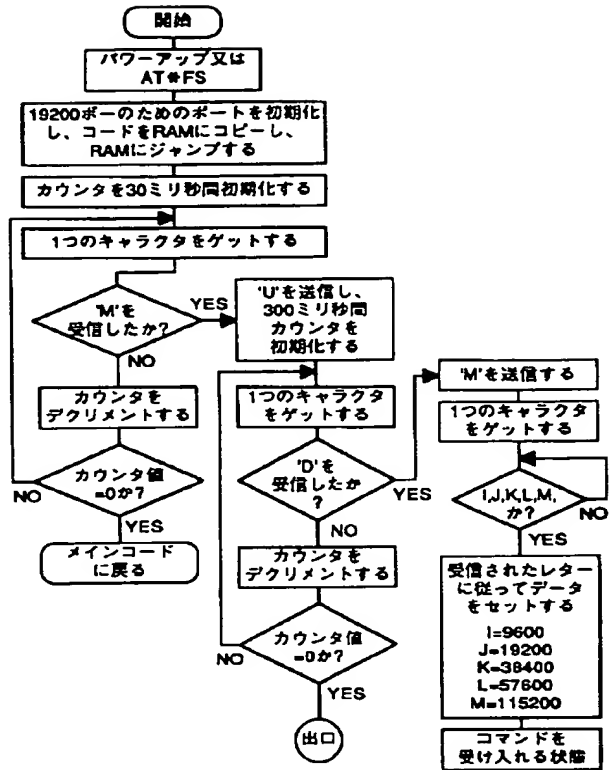 開始
パワーアップ又は
AT*FS
19200ボーのためのポートを初期化
し、コードをRAMにコピーし、
RAMにジャンプする
カウンタを30ミリ秒間初期化する
1つのキャラクタをゲットする
'M'を
受信したか?
YES
NO
カウンタを
デクリメントする
カウンタ値
=0か?
NO
YES
メインコード
に戻る
'U'を送信し、
300ミリ秒間
カウンタを
初期化する
1つのキャラクタ
をゲットする
'D'を
受信したか
?
YES
NO
カウンタを
デクリメントする
カウンタ値
=0か?
NO
YES
出口
'M'を送信する
1つのキャラクタ
をゲットする
I,J,K,L,M,
か?
NO
YES
受信されたレター
に従ってデータ
をセットする
I=9600
J=19200
K=38400
L=57600
M=115200
コマンドを
受け入れる状態